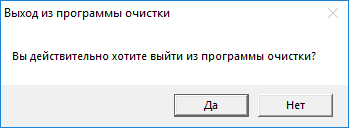 Выход из программы очистки
Вы действительно хотите выйти из программы очистки?
Да
Нет